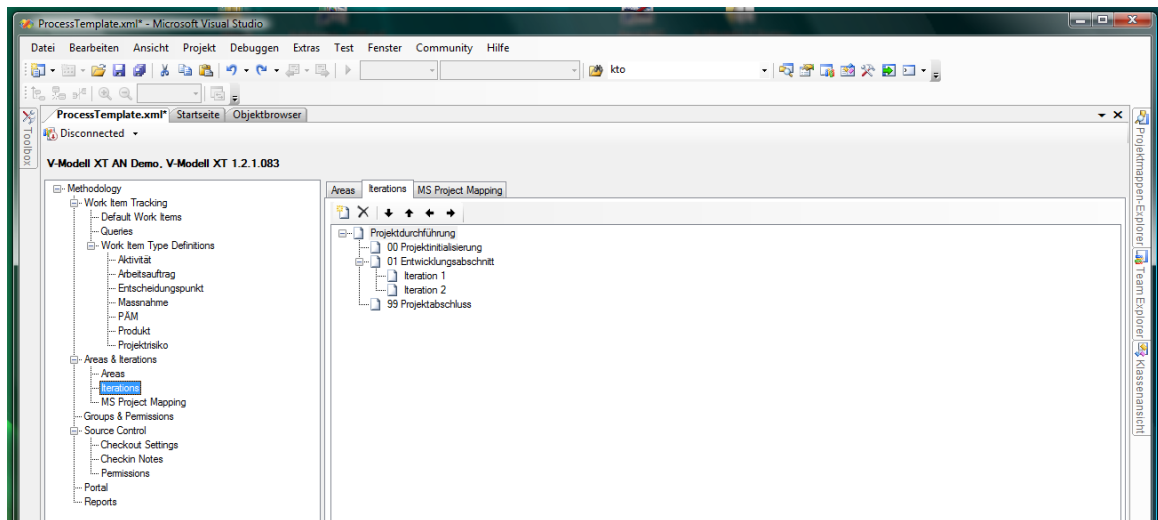 ProcessTemplate.xml* - Microsoft Visual Studio
Datei Bearbeiten Ansicht Projekt Debuggen Extras Test Fenster Community Hilfe
kto
ProcessTemplate.xml* Startseite Objektbrowser
Disconnected
V-Modell XT AN Demo, V-Modell XT 1.2.1.083
Methodology
Work Item Tracking
Default Work Items
Queries
Work Item Type Definitions
Aktivität
Arbeitsauftrag
Entscheidungspunkt
Massnahme
PÄM
Produkt
Projektrisiko
Areas & Iterations
Areas
Iterations
MS Project Mapping
Groups & Permissions
Source Control
Checkout Settings
Checkin Notes
Permissions
Portal
Reports
Areas Iterations MS Project Mapping
Projektdurchführung
00 Projektinitialisierung
01 Entwicklungsabschnitt
Iteration 1
Iteration 2
99 Projektabschluss
Toolbox
Projektmappen-Explorer
Team Explorer
Klassenansicht